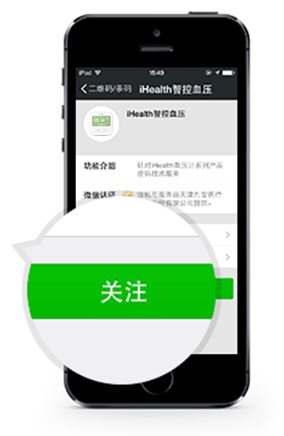 iPod
15:49
二维码/条码
iHealth智控血压
iHealth智控血压
功能介绍
针对iHealth血压计系列产品
提供技术服务
微信认证
关注